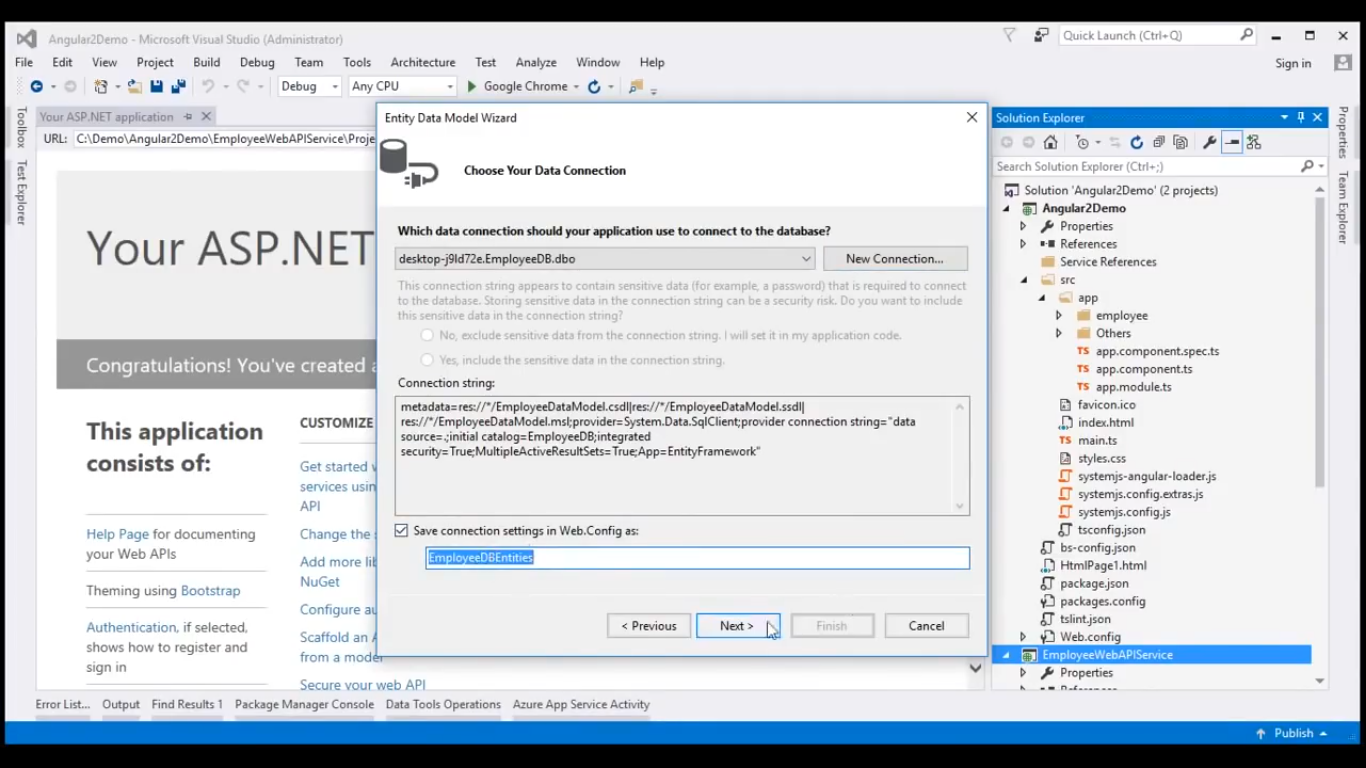 Angular2Demo - Microsoft Visual Studio (Administrator)
Quick Launch (Ctrl+Q)
File Edit View Project Build Debug Team Tools Architecture Test Analyze Window Help
Sign in
Debug Any CPU Google Chrome
Toolbox
Test Explorer
Your ASP.NET application
URL: C:\Demo\Angular2Demo\EmployeeWebAPIService\Proje
Your ASP.NET
Congratulations! You've created a
This application
consists of:
Help Page for documenting
your Web APIs
Theming using Bootstrap
Authentication, if selected,
shows how to register and
sign in
CUSTOMIZE
Get started w
services using
API
Change the
Add more lik
NuGet
Configure au
Scaffold an A
from a model
Secure your web API
Entity Data Model Wizard
Choose Your Data Connection
Which data connection should your application use to connect to the database?
desktop-j9ld72e.EmployeeDB.dbo
New Connection...
This connection string appears to contain sensitive data (for example, a password) that is required to connect
to the database. Storing sensitive data in the connection string can be a security risk. Do you want to include
this sensitive data in the connection string?
No, exclude sensitive data from the connection string. I will set it in my application code.
Yes, include the sensitive data in the connection string.
Connection string:
metadata=res://*/EmployeeDataModel.csdl|res://*/EmployeeDataModel.ssdl|
res://*/EmployeeDataModel.msl;provider=System.Data.SqlClient;provider connection string="data
source=.;initial catalog=EmployeeDB;integrated
security=True;MultipleActiveResultSets=True;App=EntityFramework"
Save connection settings in Web.Config as:
EmployeeDBEntities
< Previous
Next >
Finish
Cancel
Solution Explorer
Search Solution Explorer (Ctrl+;)
Solution 'Angular2Demo' (2 projects)
Angular2Demo
Properties
References
Service References
src
app
employee
Others
app.component.spec.ts
app.component.ts
app.module.ts
favicon.ico
index.html
main.ts
styles.css
systemjs-angular-loader.js
systemjs.config.extras.js
systemjs.config.js
tsconfig.json
bs-config.json
HtmlPage1.html
package.json
packages.config
tslint.json
Web.config
EmployeeWebAPIService
Properties
References
Properties
Team Explorer
Error List... Output Find Results 1 Package Manager Console Data Tools Operations Azure App Service Activity
Publish